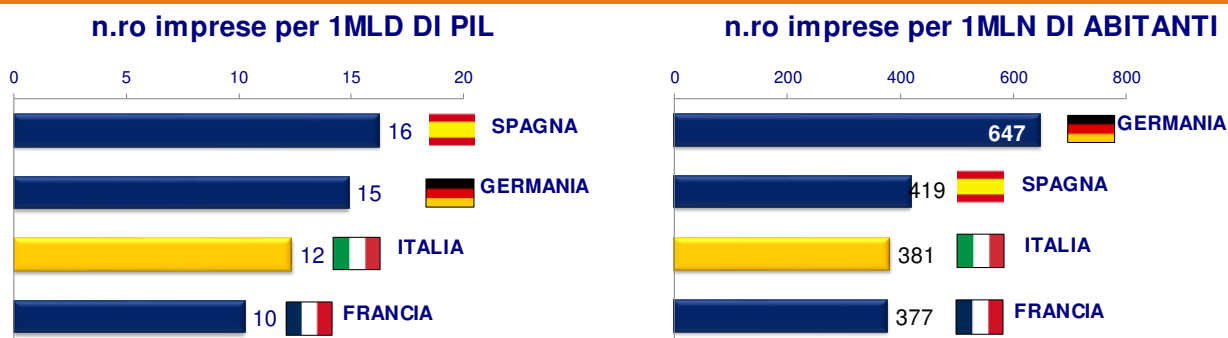 n.ro imprese per 1MLD DI PIL
0 5 10 15 20
16 SPAGNA
15 GERMANIA
12 ITALIA
10 FRANCIA
n.ro imprese per 1MLN DI ABITANTI
0 200 400 600 800
647 GERMANIA
419 SPAGNA
381 ITALIA
377 FRANCIA